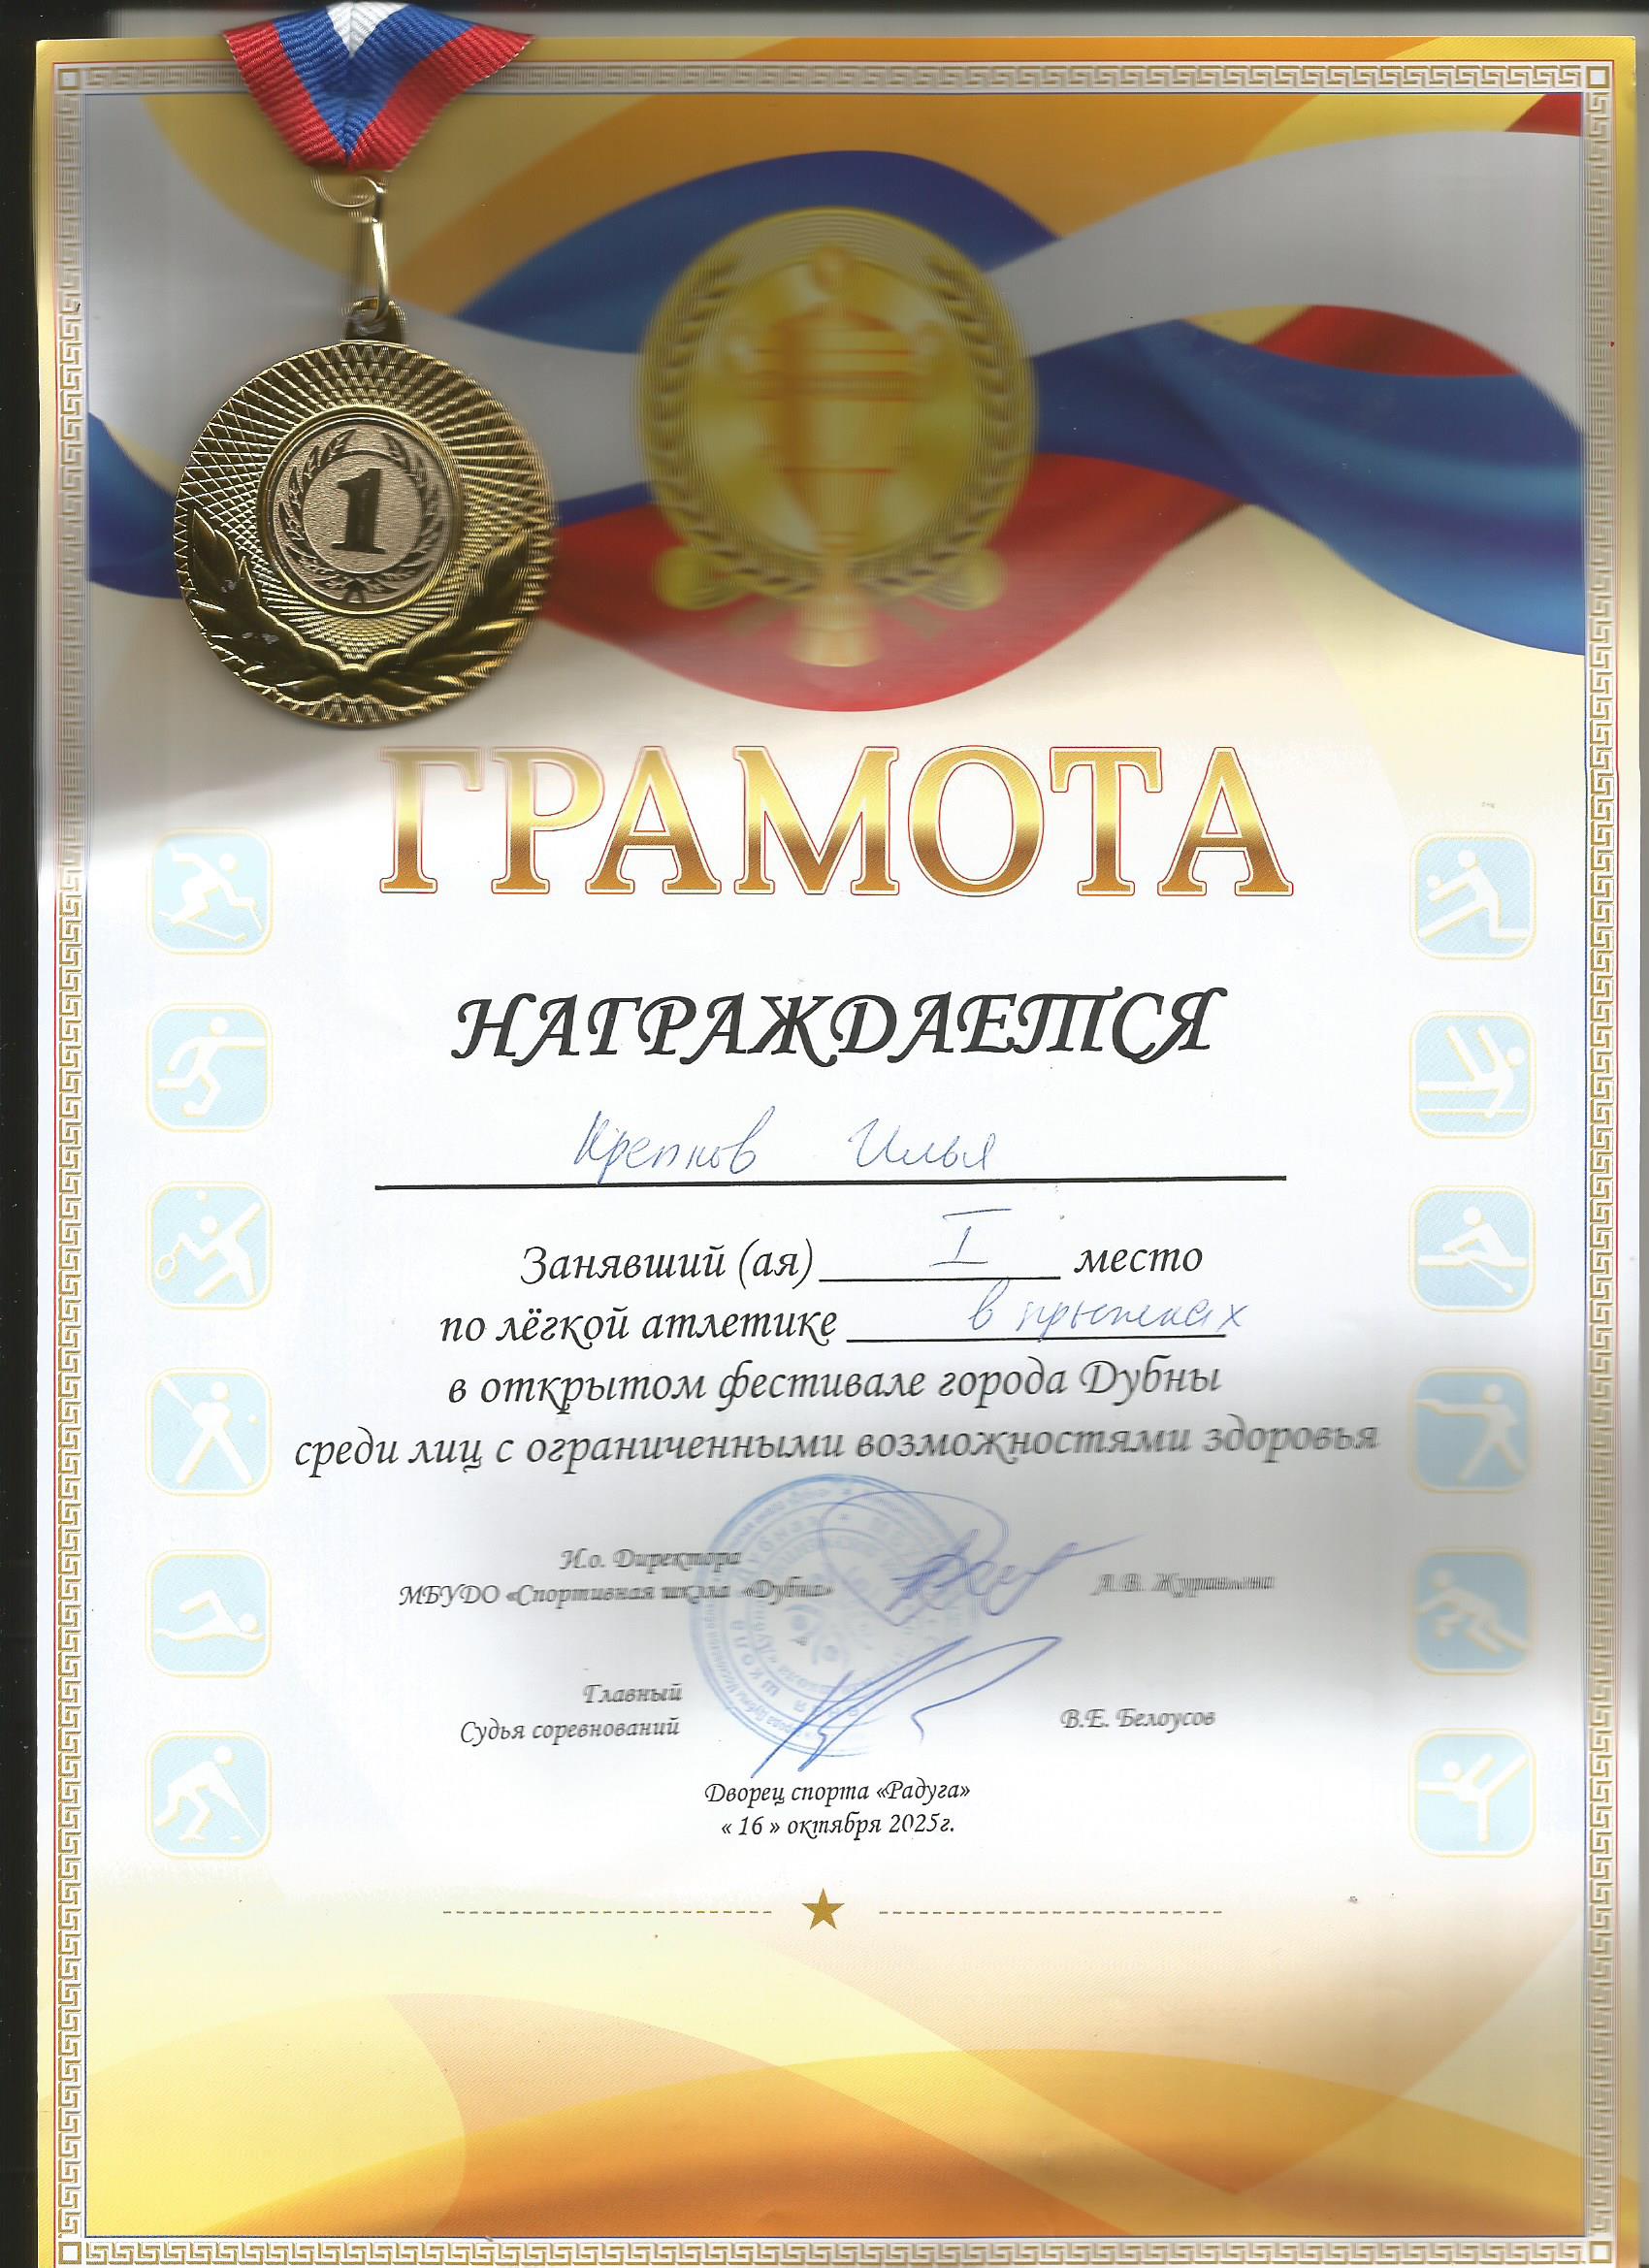 1
ГРАМОТА
НАГРАЖДАЕТСЯ
Крепков Илья
Занявший (ая) I место
по лёгкой атлетике в прыжках
в открытом фестивале города Дубны
среди лиц с ограниченными возможностями здоровья
И.о. Директора
МБУДО «Спортивная школа «Дубна» А.В. Журавлева
Главный
Судья соревнований В.Е. Белоусов
Дворец спорта «Радуга»
« 16 » октября 2025г.